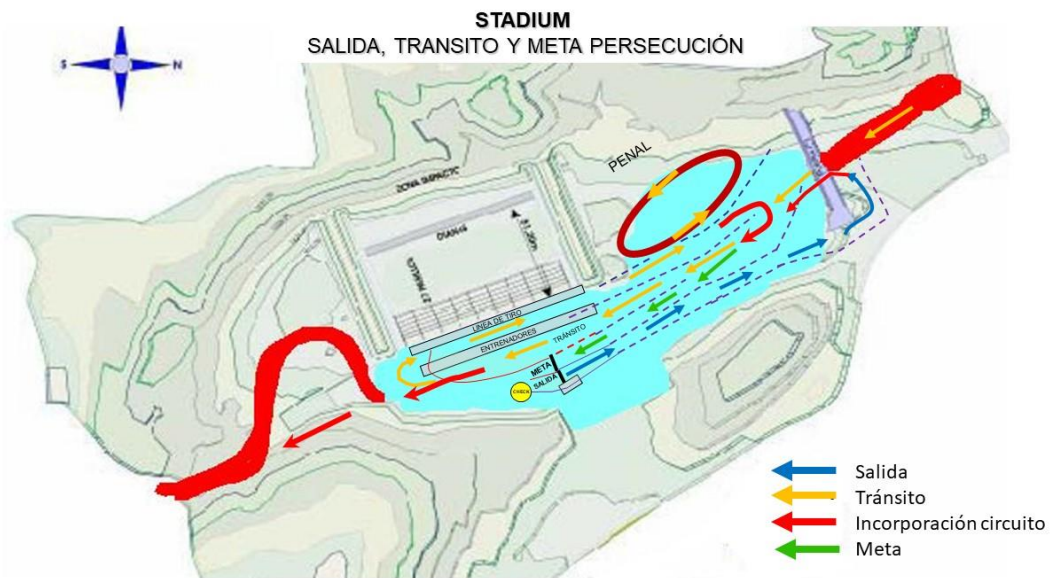 STADIUM
SALIDA, TRANSITO Y META PERSECUCIÓN
S
N
PENAL
ZONA IMPACTO
DIANAS
LINEA DE TIRO
ENTRENADORES
TRÁNSITO
META
SALIDA
Salida
Tránsito
Incorporación circuito
Meta